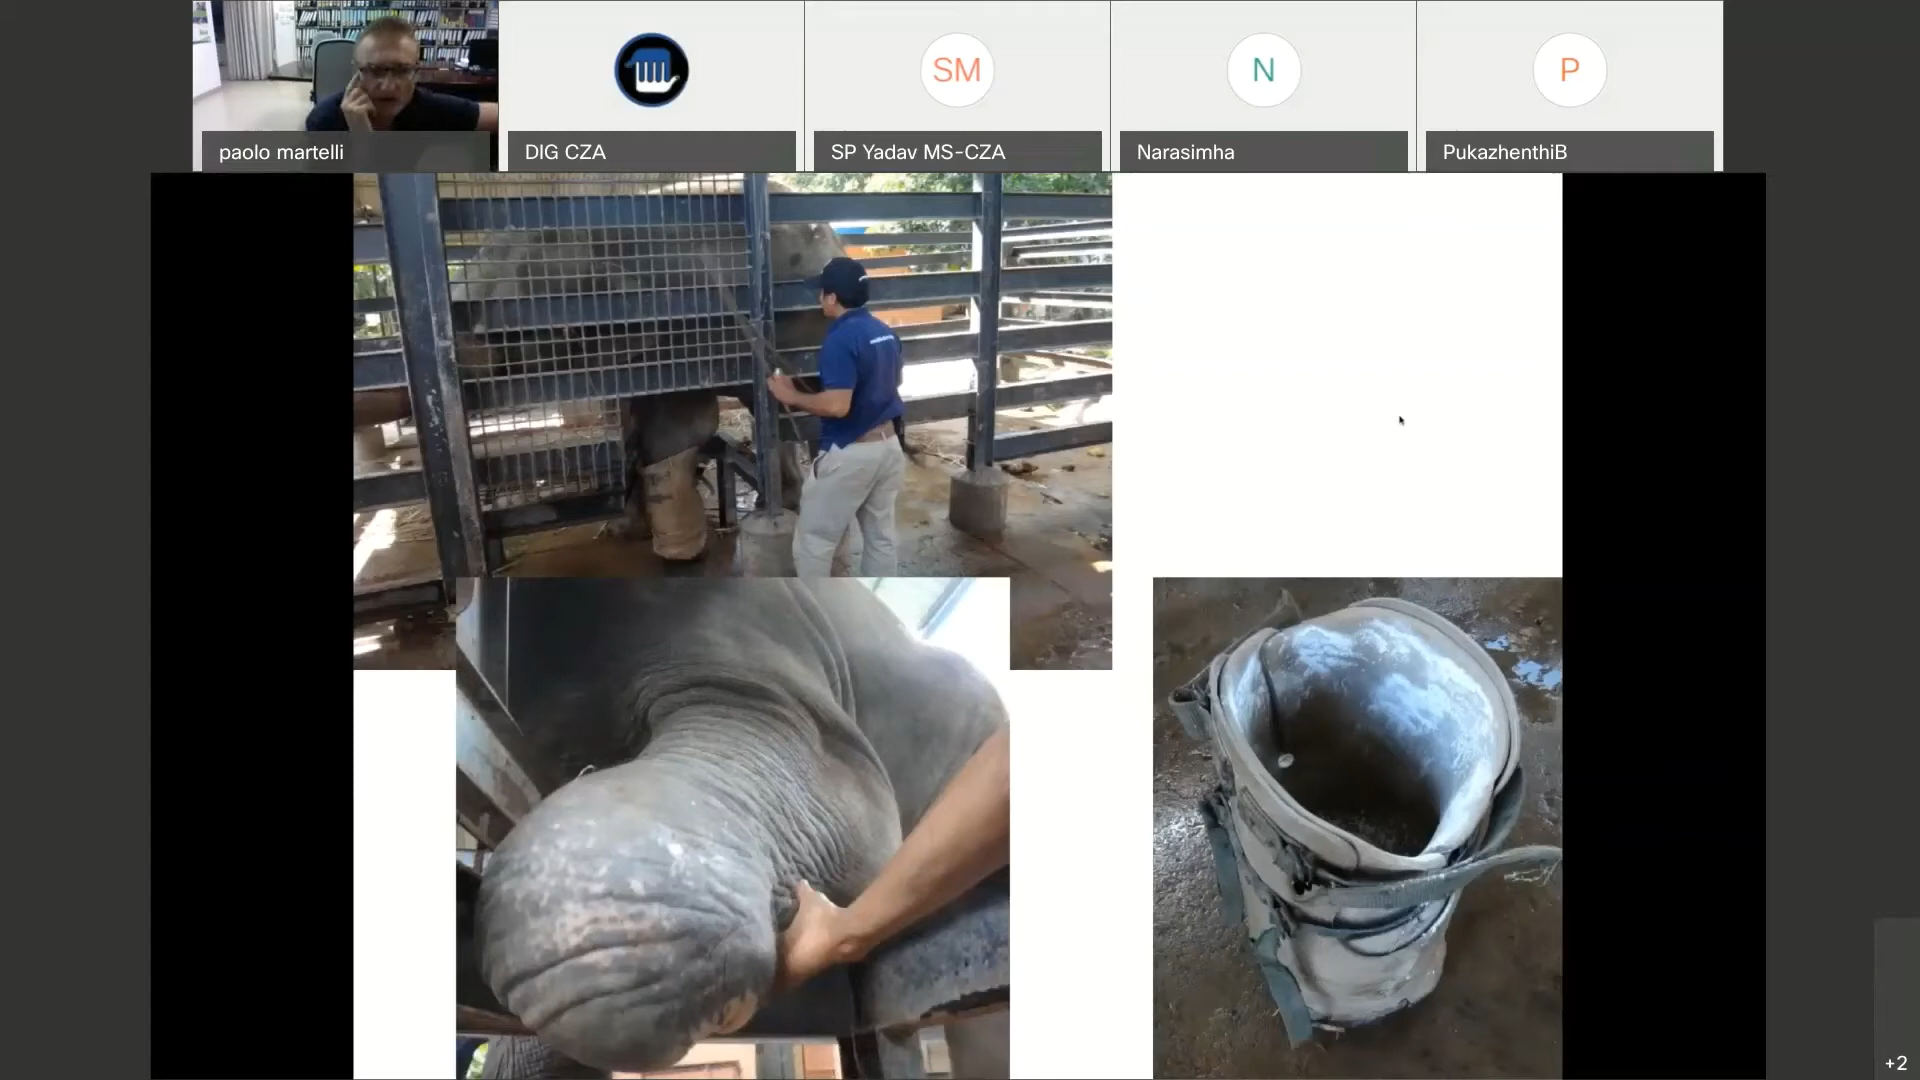 SM
N
P
paolo martelli
DIG CZA
SP Yadav MS-CZA
Narasimha
PukazhenthiB
+2